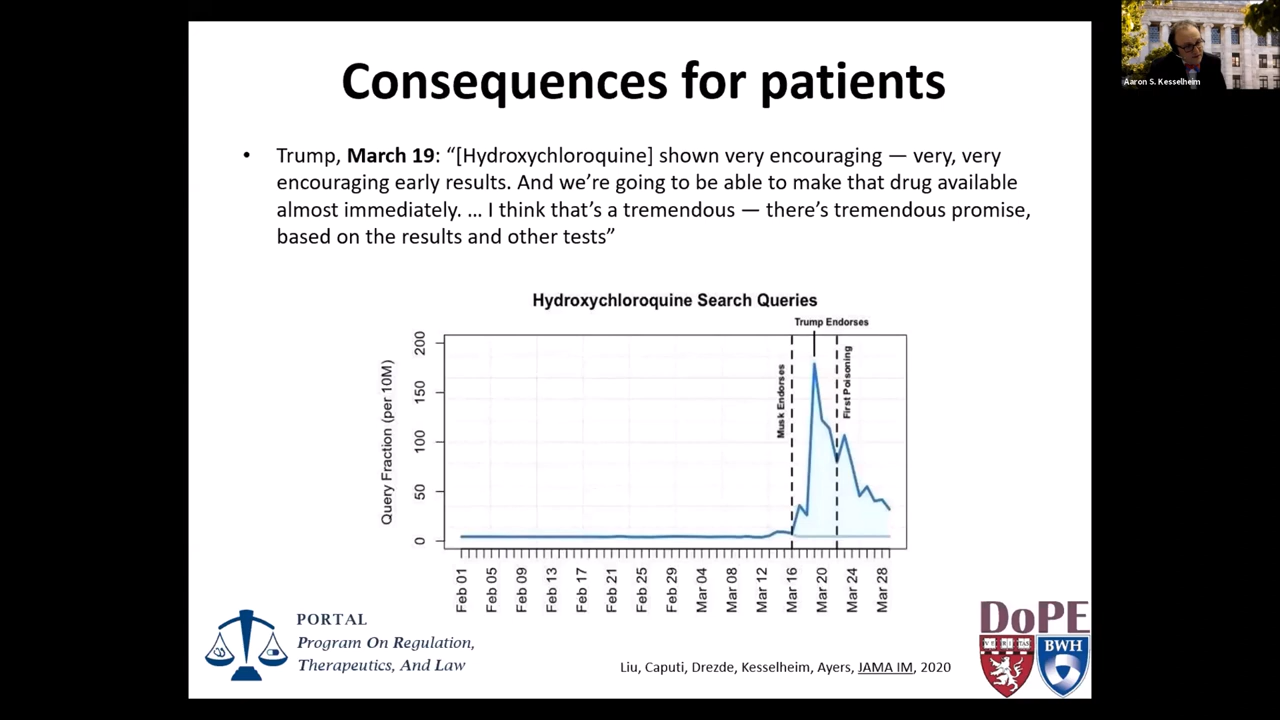 Consequences for patients
Aaron S. Kesselheim
• Trump, March 19: “[Hydroxychloroquine] shown very encouraging — very, very
encouraging early results. And we’re going to be able to make that drug available
almost immediately. … I think that’s a tremendous — there’s tremendous promise,
based on the results and other tests”
Hydroxychloroquine Search Queries
Trump Endorses
Musk Endorses
First Poisoning
Query Fraction (per 10M)
200
150
100
50
0
Feb 01
Feb 05
Feb 09
Feb 13
Feb 17
Feb 21
Feb 25
Feb 29
Mar 04
Mar 08
Mar 12
Mar 16
Mar 20
Mar 24
Mar 28
PORTAL
Program On Regulation,
Therapeutics, And Law
Liu, Caputi, Drezde, Kesselheim, Ayers, JAMA IM, 2020
DoPE
BWH